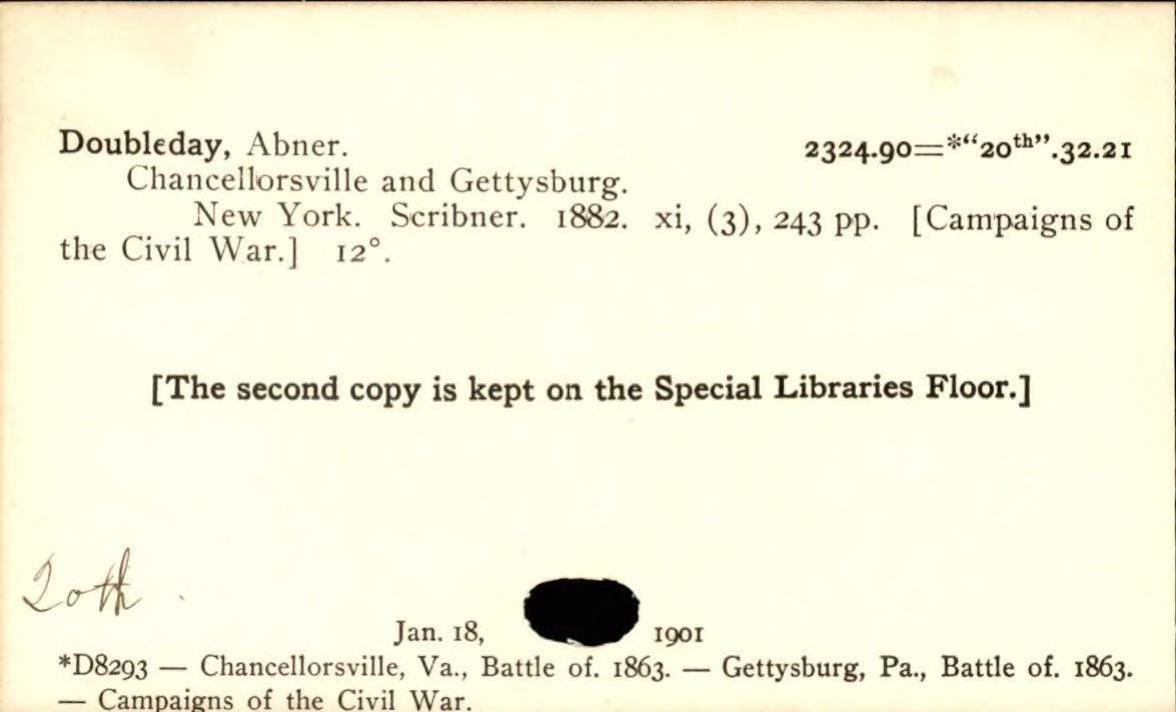 Doubleday, Abner. 2324.90=*“20th”.32.21
Chancellorsville and Gettysburg.
New York. Scribner. 1882. xi, (3), 243 pp. [Campaigns of
the Civil War.] 12°.
[The second copy is kept on the Special Libraries Floor.]
20th.
Jan. 18, 1901
*D8293 — Chancellorsville, Va., Battle of. 1863. — Gettysburg, Pa., Battle of. 1863.
— Campaigns of the Civil War.